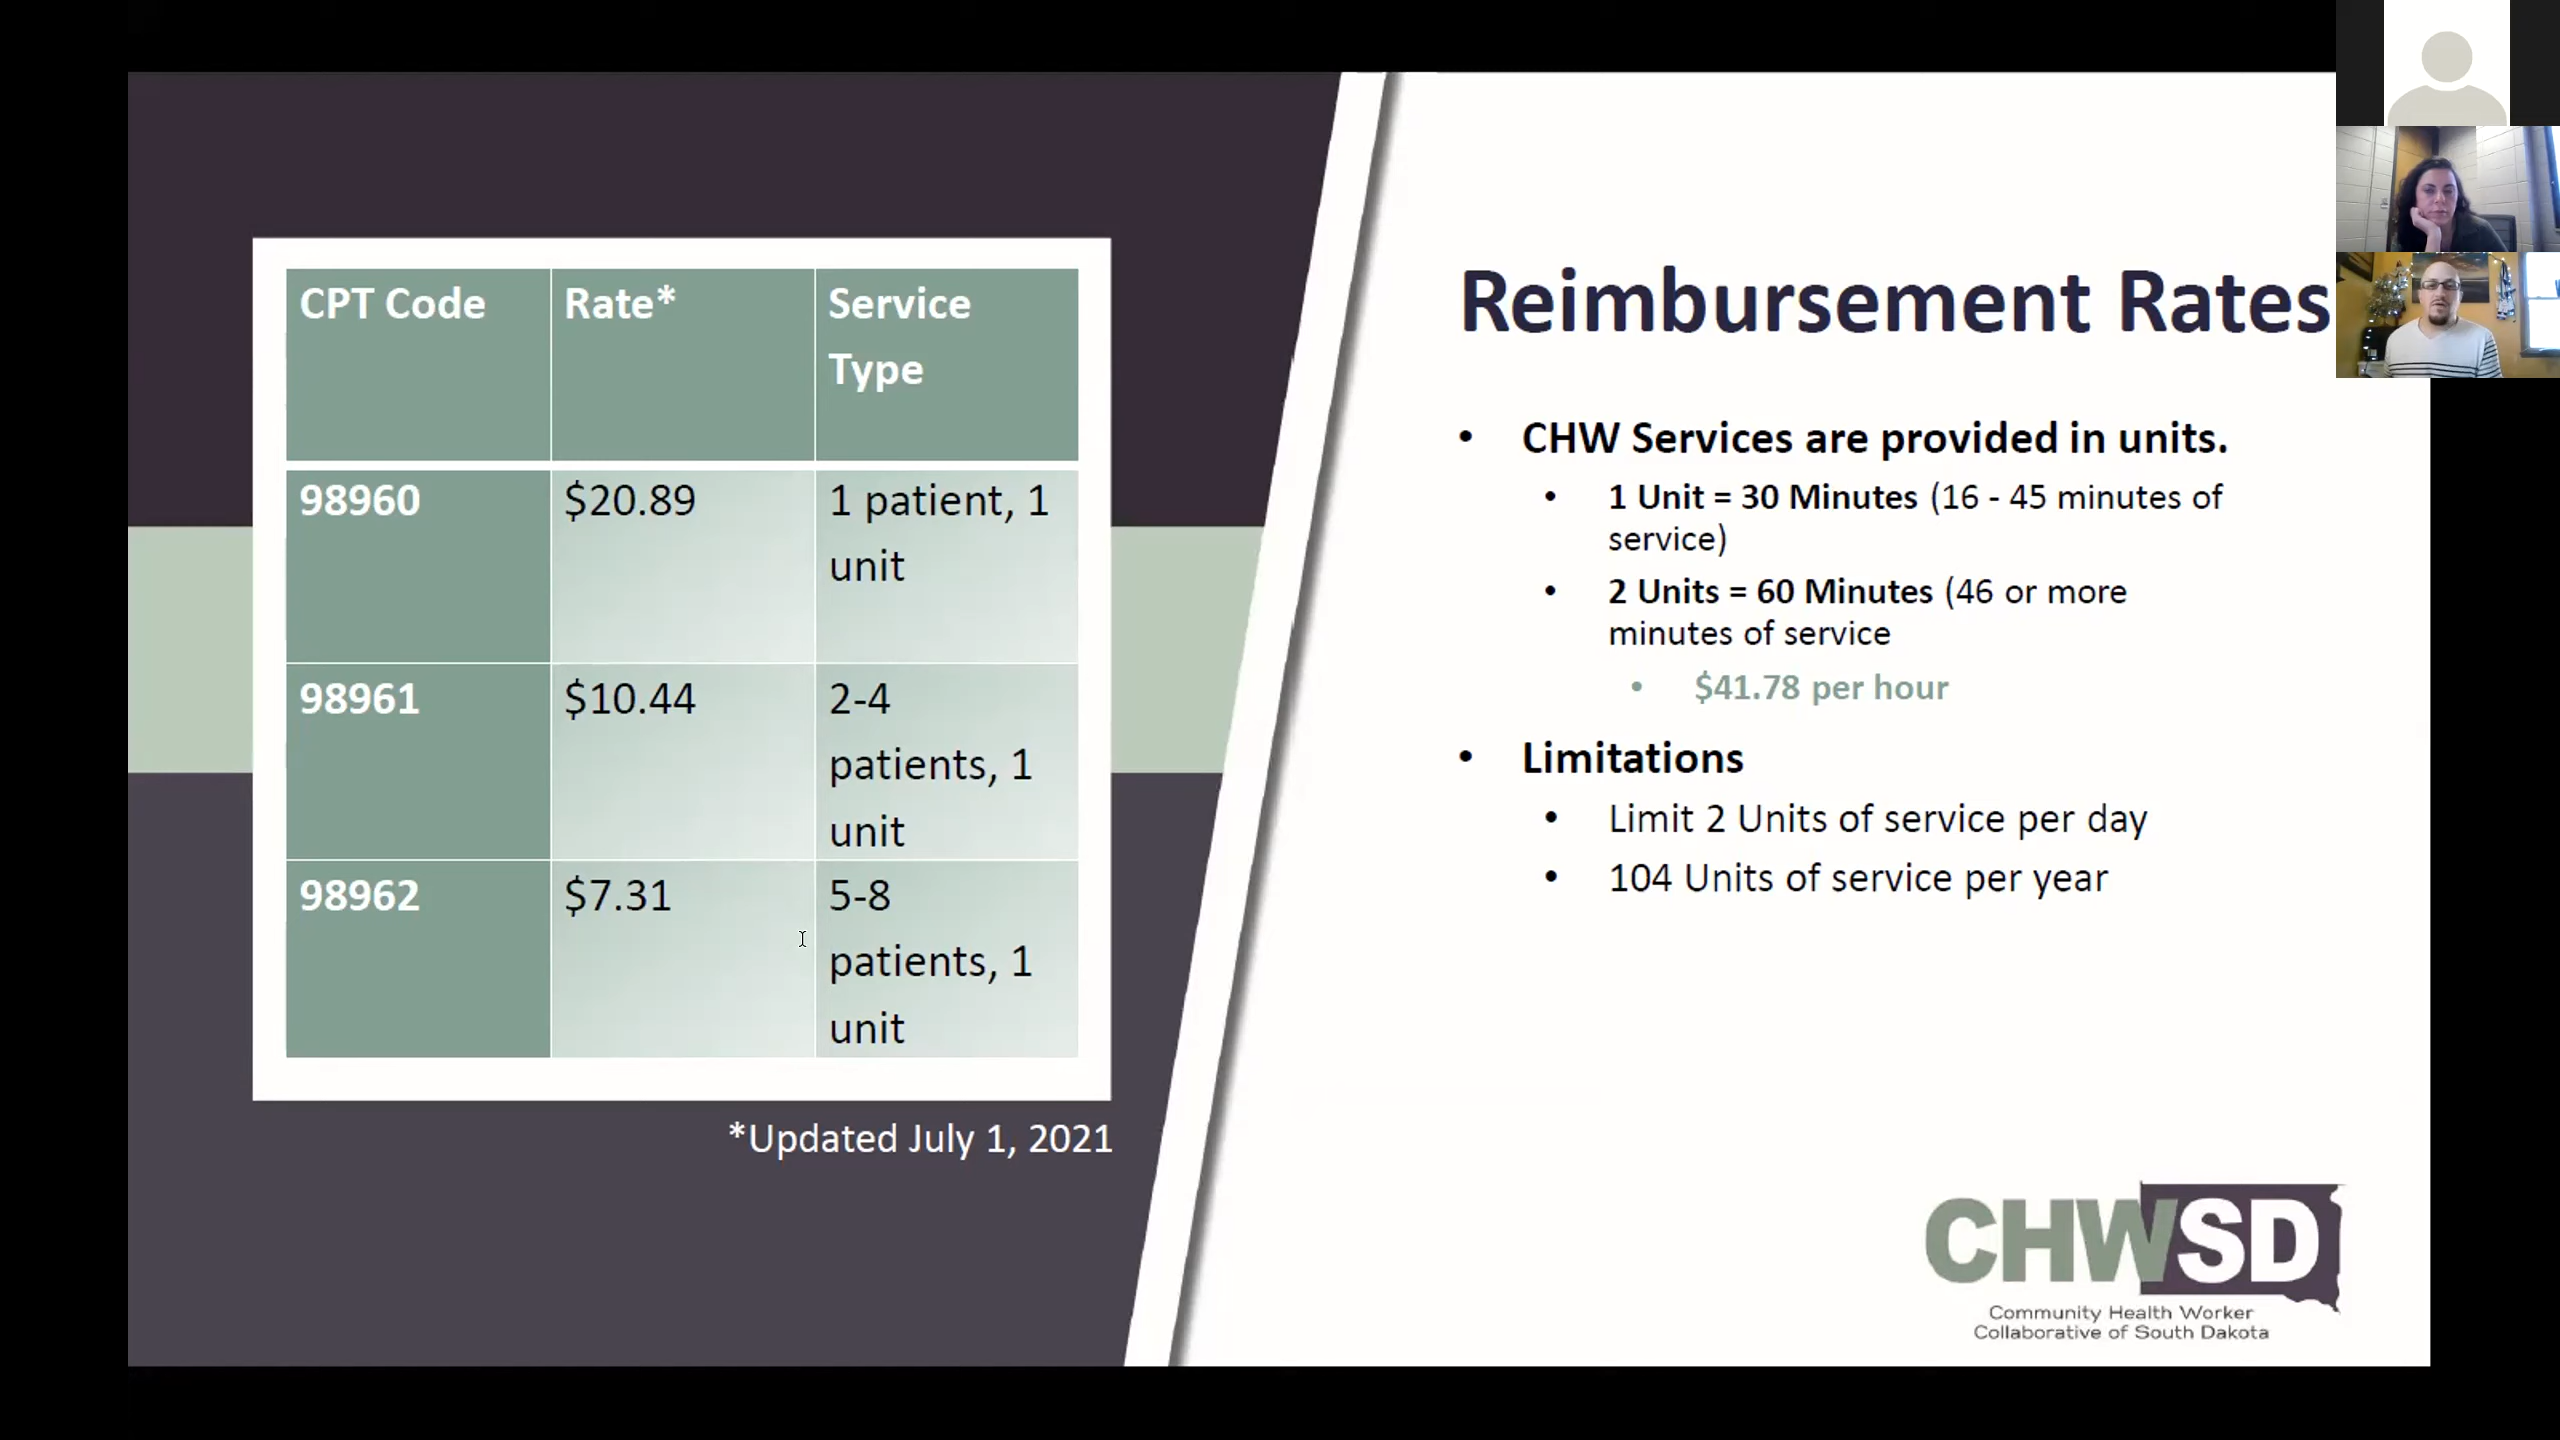 CPT Code Rate* Service
Type
98960 $20.89 1 patient, 1
unit
98961 $10.44 2-4
patients, 1
unit
98962 $7.31 5-8
patients, 1
unit
*Updated July 1, 2021
Reimbursement Rates
• CHW Services are provided in units.
• 1 Unit = 30 Minutes (16 - 45 minutes of
service)
• 2 Units = 60 Minutes (46 or more
minutes of service
• $41.78 per hour
• Limitations
• Limit 2 Units of service per day
• 104 Units of service per year
CHWSD
Community Health Worker
Collaborative of South Dakota